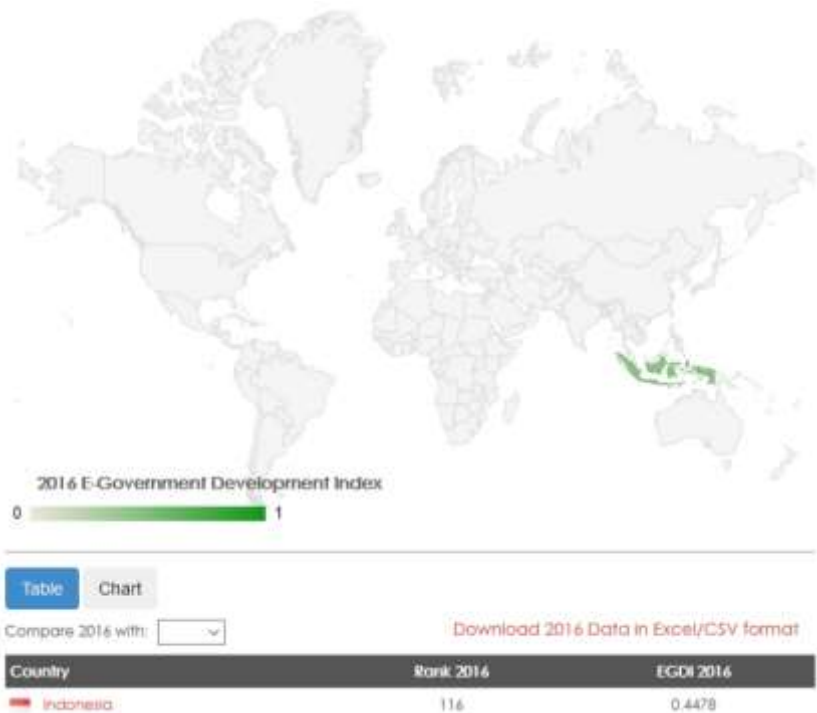 2016 E-Government Development Index
0 1
Table Chart
Compare 2016 with:
Download 2016 Data in Excel/CSV format
Country Rank 2016 EGDI 2016
Indonesia 116 0.4478